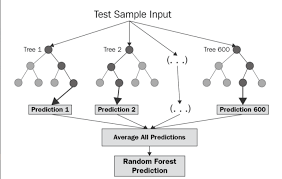 Test Sample Input
Tree 1
Tree 2
(. . .)
Tree 600
Prediction 1
Prediction 2
(. . .)
Prediction 600
Average All Predictions
Random Forest
Prediction